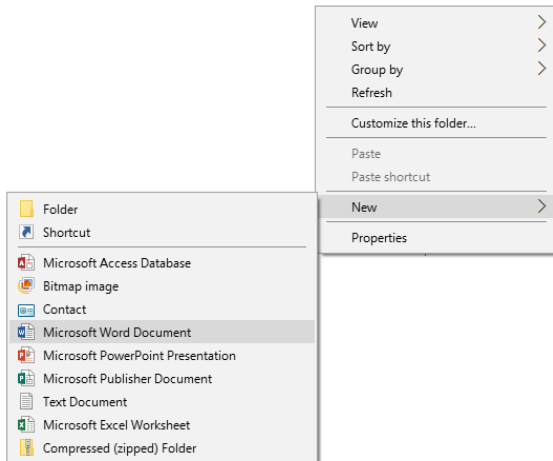 View
Sort by
Group by
Refresh
Customize this folder...
Paste
Paste shortcut
New
Properties
Folder
Shortcut
Microsoft Access Database
Bitmap image
Contact
Microsoft Word Document
Microsoft PowerPoint Presentation
Microsoft Publisher Document
Text Document
Microsoft Excel Worksheet
Compressed (zipped) Folder